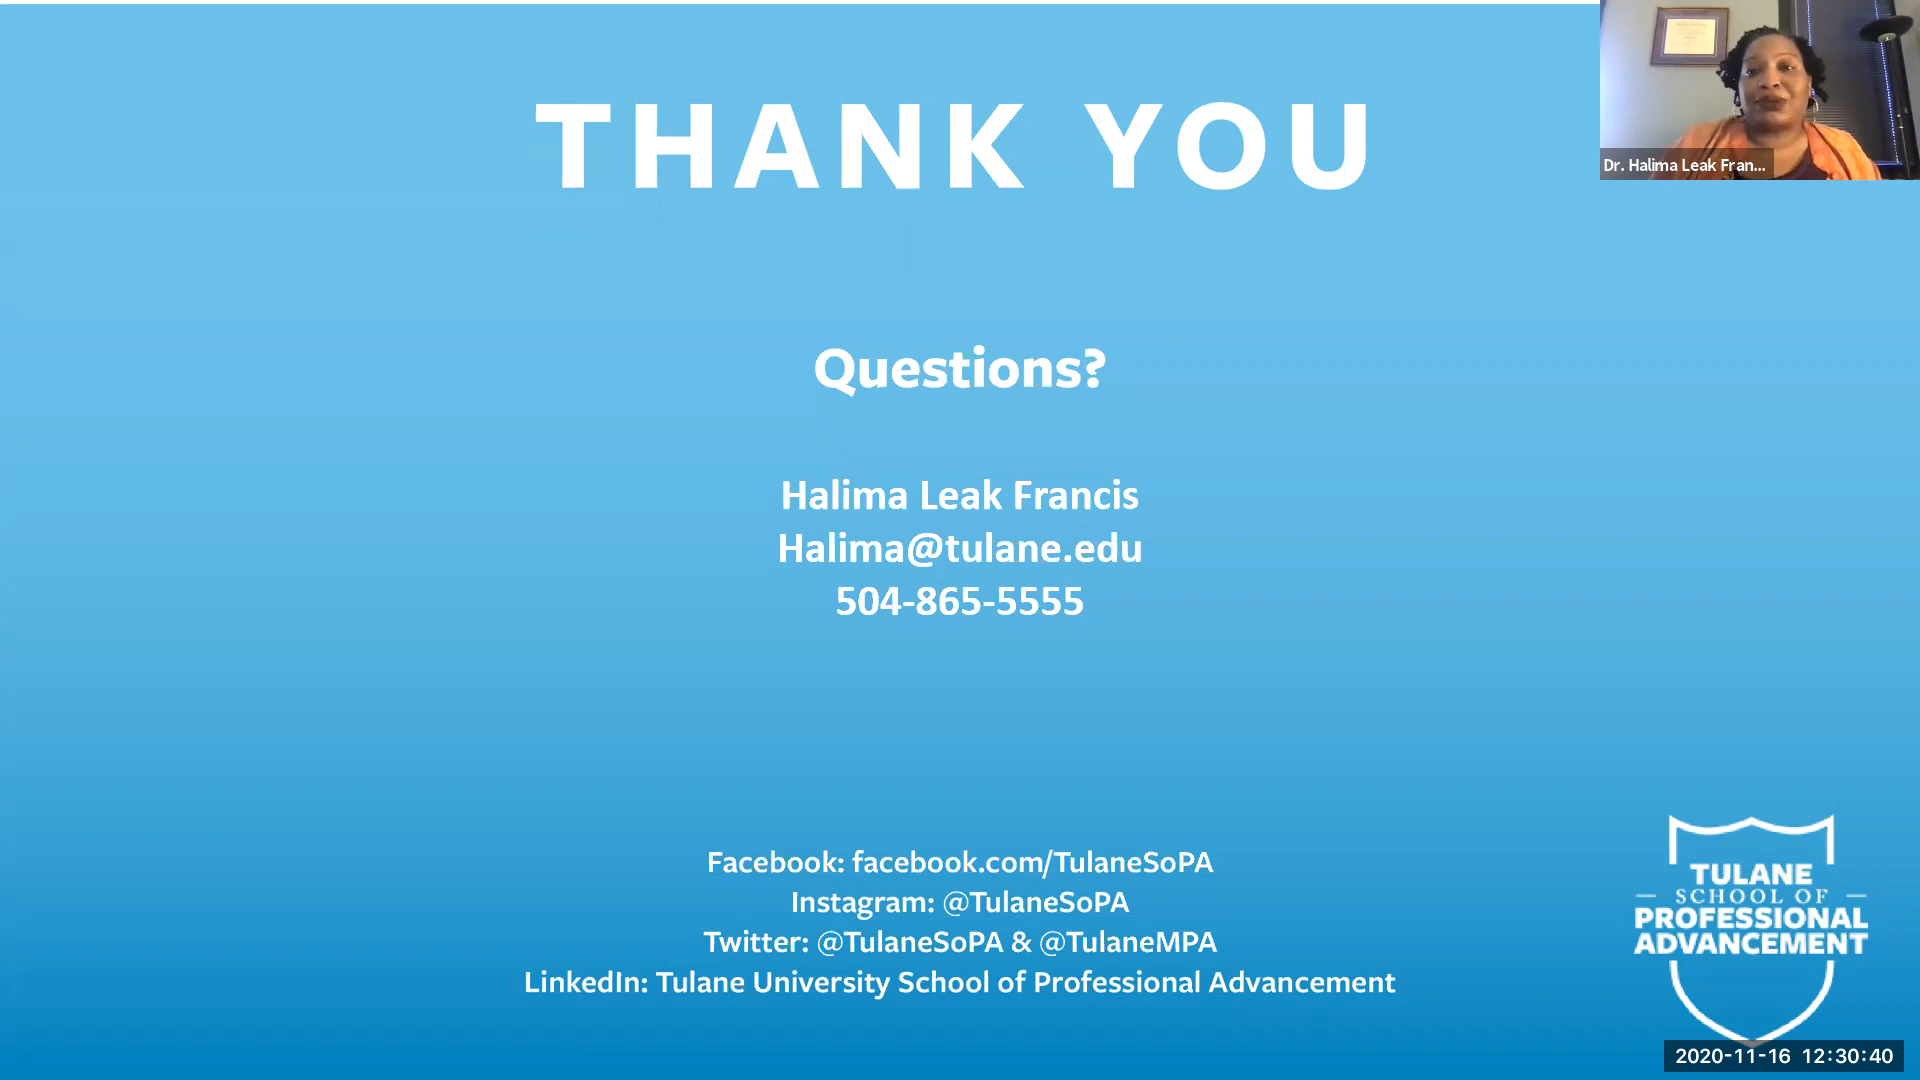 THANK YOU
Dr. Halima Leak Fran...
Questions?
Halima Leak Francis
Halima@tulane.edu
504-865-5555
Facebook: facebook.com/TulaneSoPA
Instagram: @TulaneSoPA
Twitter: @TulaneSoPA & @TulaneMPA
LinkedIn: Tulane University School of Professional Advancement
TULANE
SCHOOL OF
PROFESSIONAL
ADVANCEMENT
2020-11-16 12:30:40